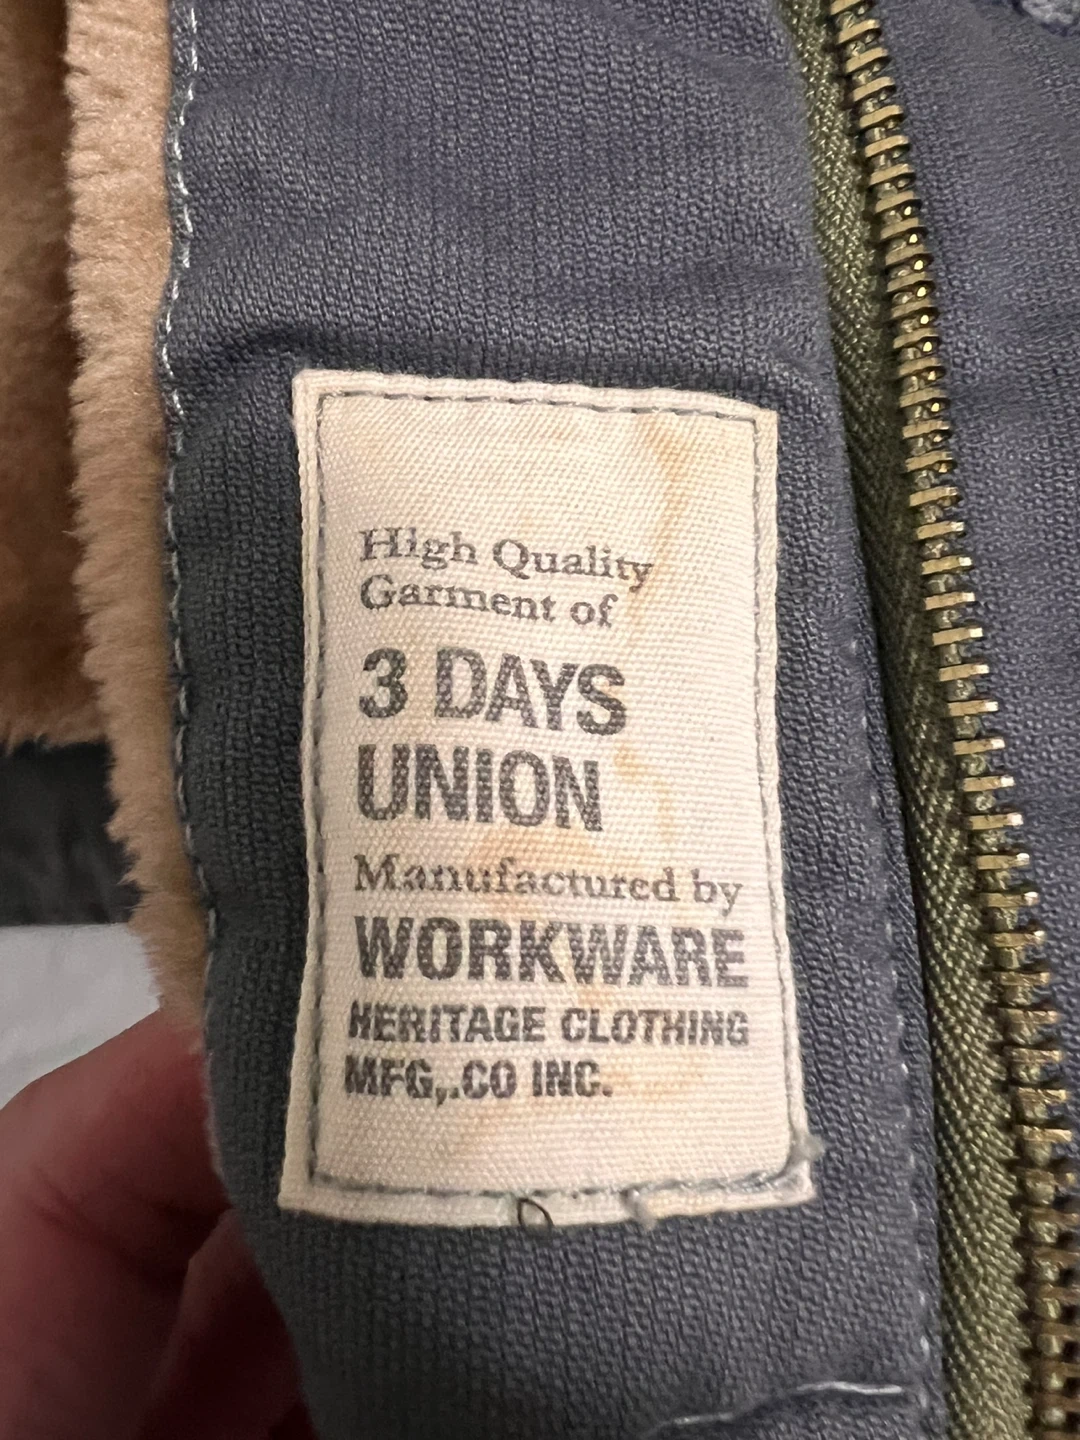 High Quality
Garment of
3 DAYS
UNION
Manufactured by
WORKWARE
HERITAGE CLOTHING
MFG,.CO INC.